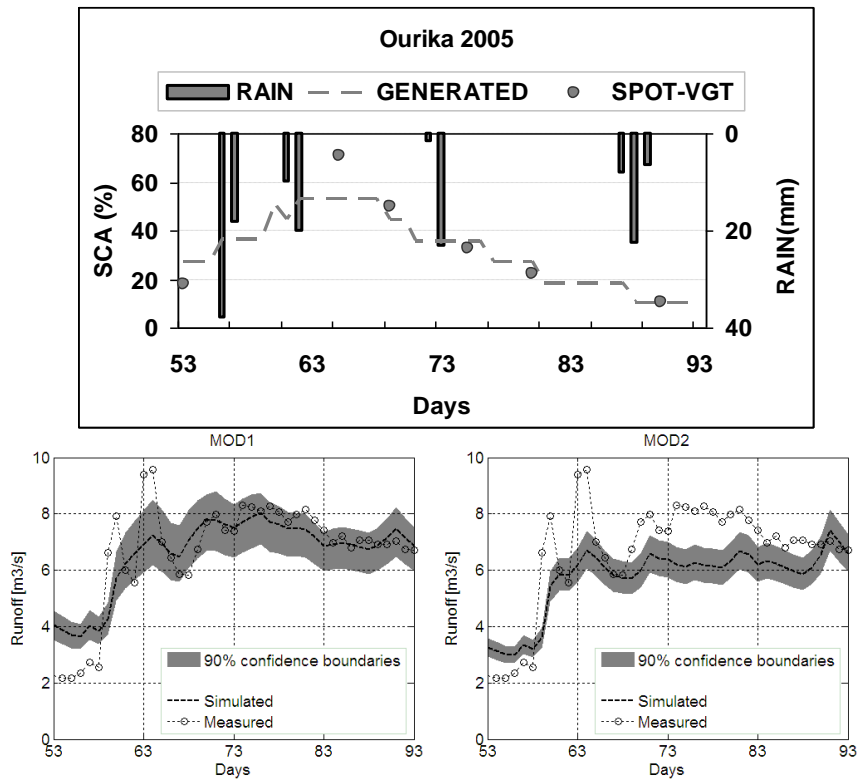 Ourika 2005
RAIN GENERATED SPOT-VGT
80 0
60
40 20
20
0 40
SCA (%)
RAIN(mm)
53 63 73 83 93
Days
MOD1
10
8
6
4
2
0
Runoff [m3/s]
90% confidence boundaries
Simulated
Measured
53 63 73 83 93
Days
MOD2
10
8
6
4
2
0
Runoff [m3/s]
90% confidence boundaries
Simulated
Measured
53 63 73 83 93
Days